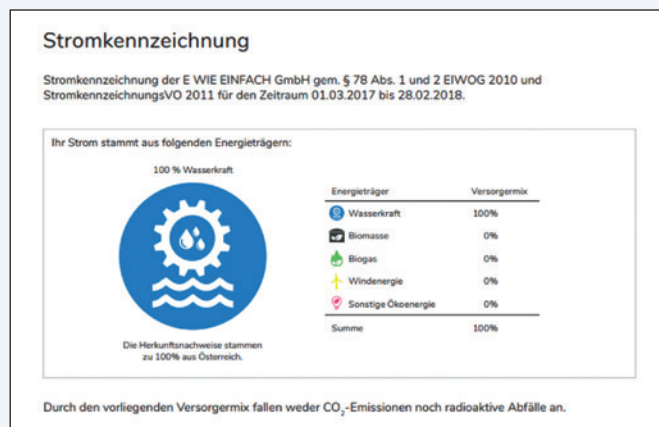 Stromkennzeichnung
Stromkennzeichnung der E WIE EINFACH GmbH gem. § 78 Abs. 1 und 2 ElWOG 2010 und
StromkennzeichnungsVO 2011 für den Zeitraum 01.03.2017 bis 28.02.2018.
Ihr Strom stammt aus folgenden Energieträgern:
100 % Wasserkraft
Die Herkunftsnachweise stammen
zu 100% aus Österreich.
Energieträger Versorgermix
Wasserkraft 100%
Biomasse 0%
Biogas 0%
Windenergie 0%
Sonstige Ökoenergie 0%
Summe 100%
Durch den vorliegenden Versorgermix fallen weder CO₂-Emissionen noch radioaktive Abfälle an.